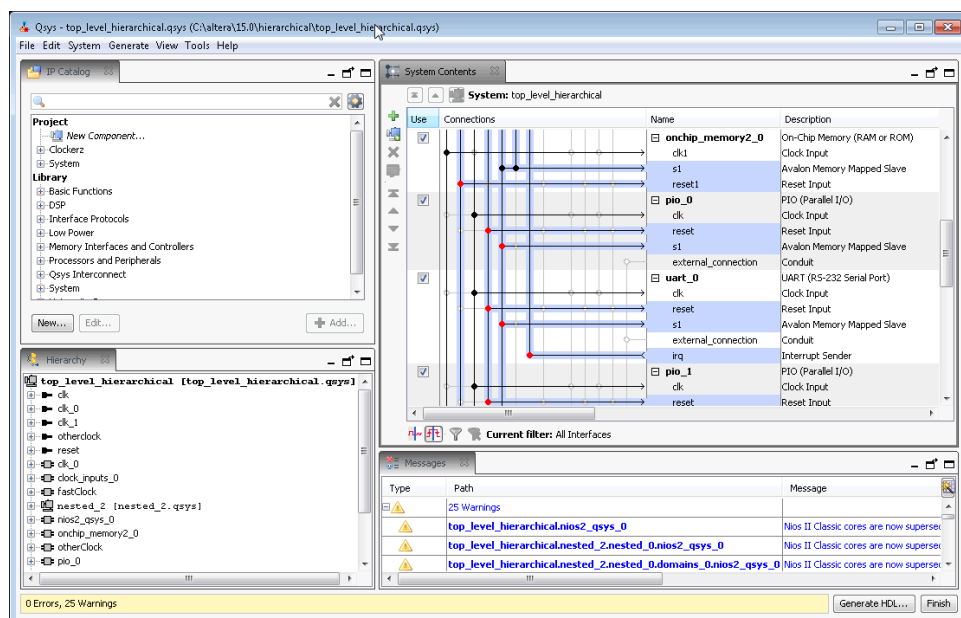 Qsys - top_level_hierarchical.qsys (C:\altera\15.0\hierarchical\top_level_hierarchical.qsys)
File Edit System Generate View Tools Help
IP Catalog
Project
New Component...
Clockerz
System
Library
Basic Functions
DSP
Interface Protocols
Low Power
Memory Interfaces and Controllers
Processors and Peripherals
Qsys Interconnect
System
New... Edit... Add...
Hierarchy
top_level_hierarchical [top_level_hierarchical.qsys]
clk
clk_0
clk_1
otherclock
reset
clk_0
clock_inputs_0
fastClock
nested_2 [nested_2.qsys]
nios2_qsys_0
onchip_memory2_0
otherClock
pio_0
System Contents
System: top_level_hierarchical
Use Connections Name Description
onchip_memory2_0 On-Chip Memory (RAM or ROM)
clk1 Clock Input
s1 Avalon Memory Mapped Slave
reset1 Reset Input
pio_0 PIO (Parallel I/O)
clk Clock Input
reset Reset Input
s1 Avalon Memory Mapped Slave
external_connection Conduit
uart_0 UART (RS-232 Serial Port)
clk Clock Input
reset Reset Input
s1 Avalon Memory Mapped Slave
external_connection Conduit
irq Interrupt Sender
pio_1 PIO (Parallel I/O)
clk Clock Input
reset Reset Input
Current filter: All Interfaces
Messages
Type Path Message
25 Warnings
top_level_hierarchical.nios2_qsys_0 Nios II Classic cores are now supersed
top_level_hierarchical.nested_2.nested_0.nios2_qsys_0 Nios II Classic cores are now supersed
top_level_hierarchical.nested_2.nested_0.domains_0.nios2_qsys_0 Nios II Classic cores are now supersed
0 Errors, 25 Warnings
Generate HDL... Finish